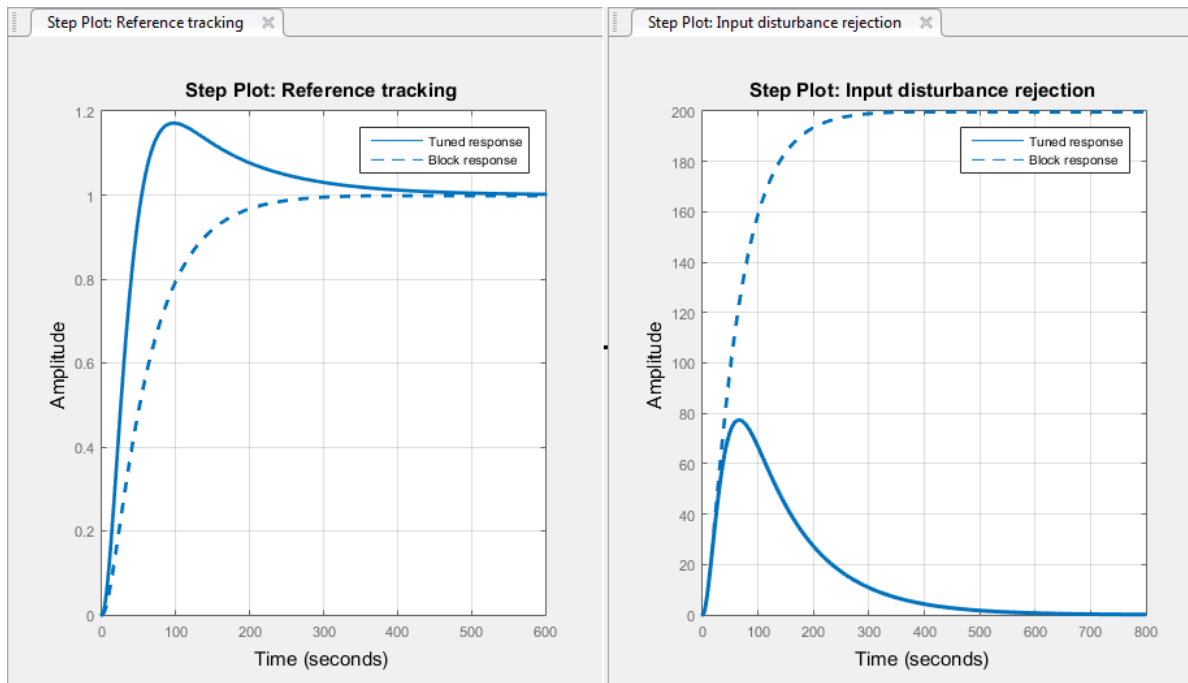 Step Plot: Reference tracking
Step Plot: Reference tracking
1.2
1
0.8
0.6
0.4
0.2
0
Amplitude
Tuned response
Block response
0 100 200 300 400 500 600
Time (seconds)
Step Plot: Input disturbance rejection
Step Plot: Input disturbance rejection
200
180
160
140
120
100
80
60
40
20
0
Amplitude
Tuned response
Block response
0 100 200 300 400 500 600 700 800
Time (seconds)